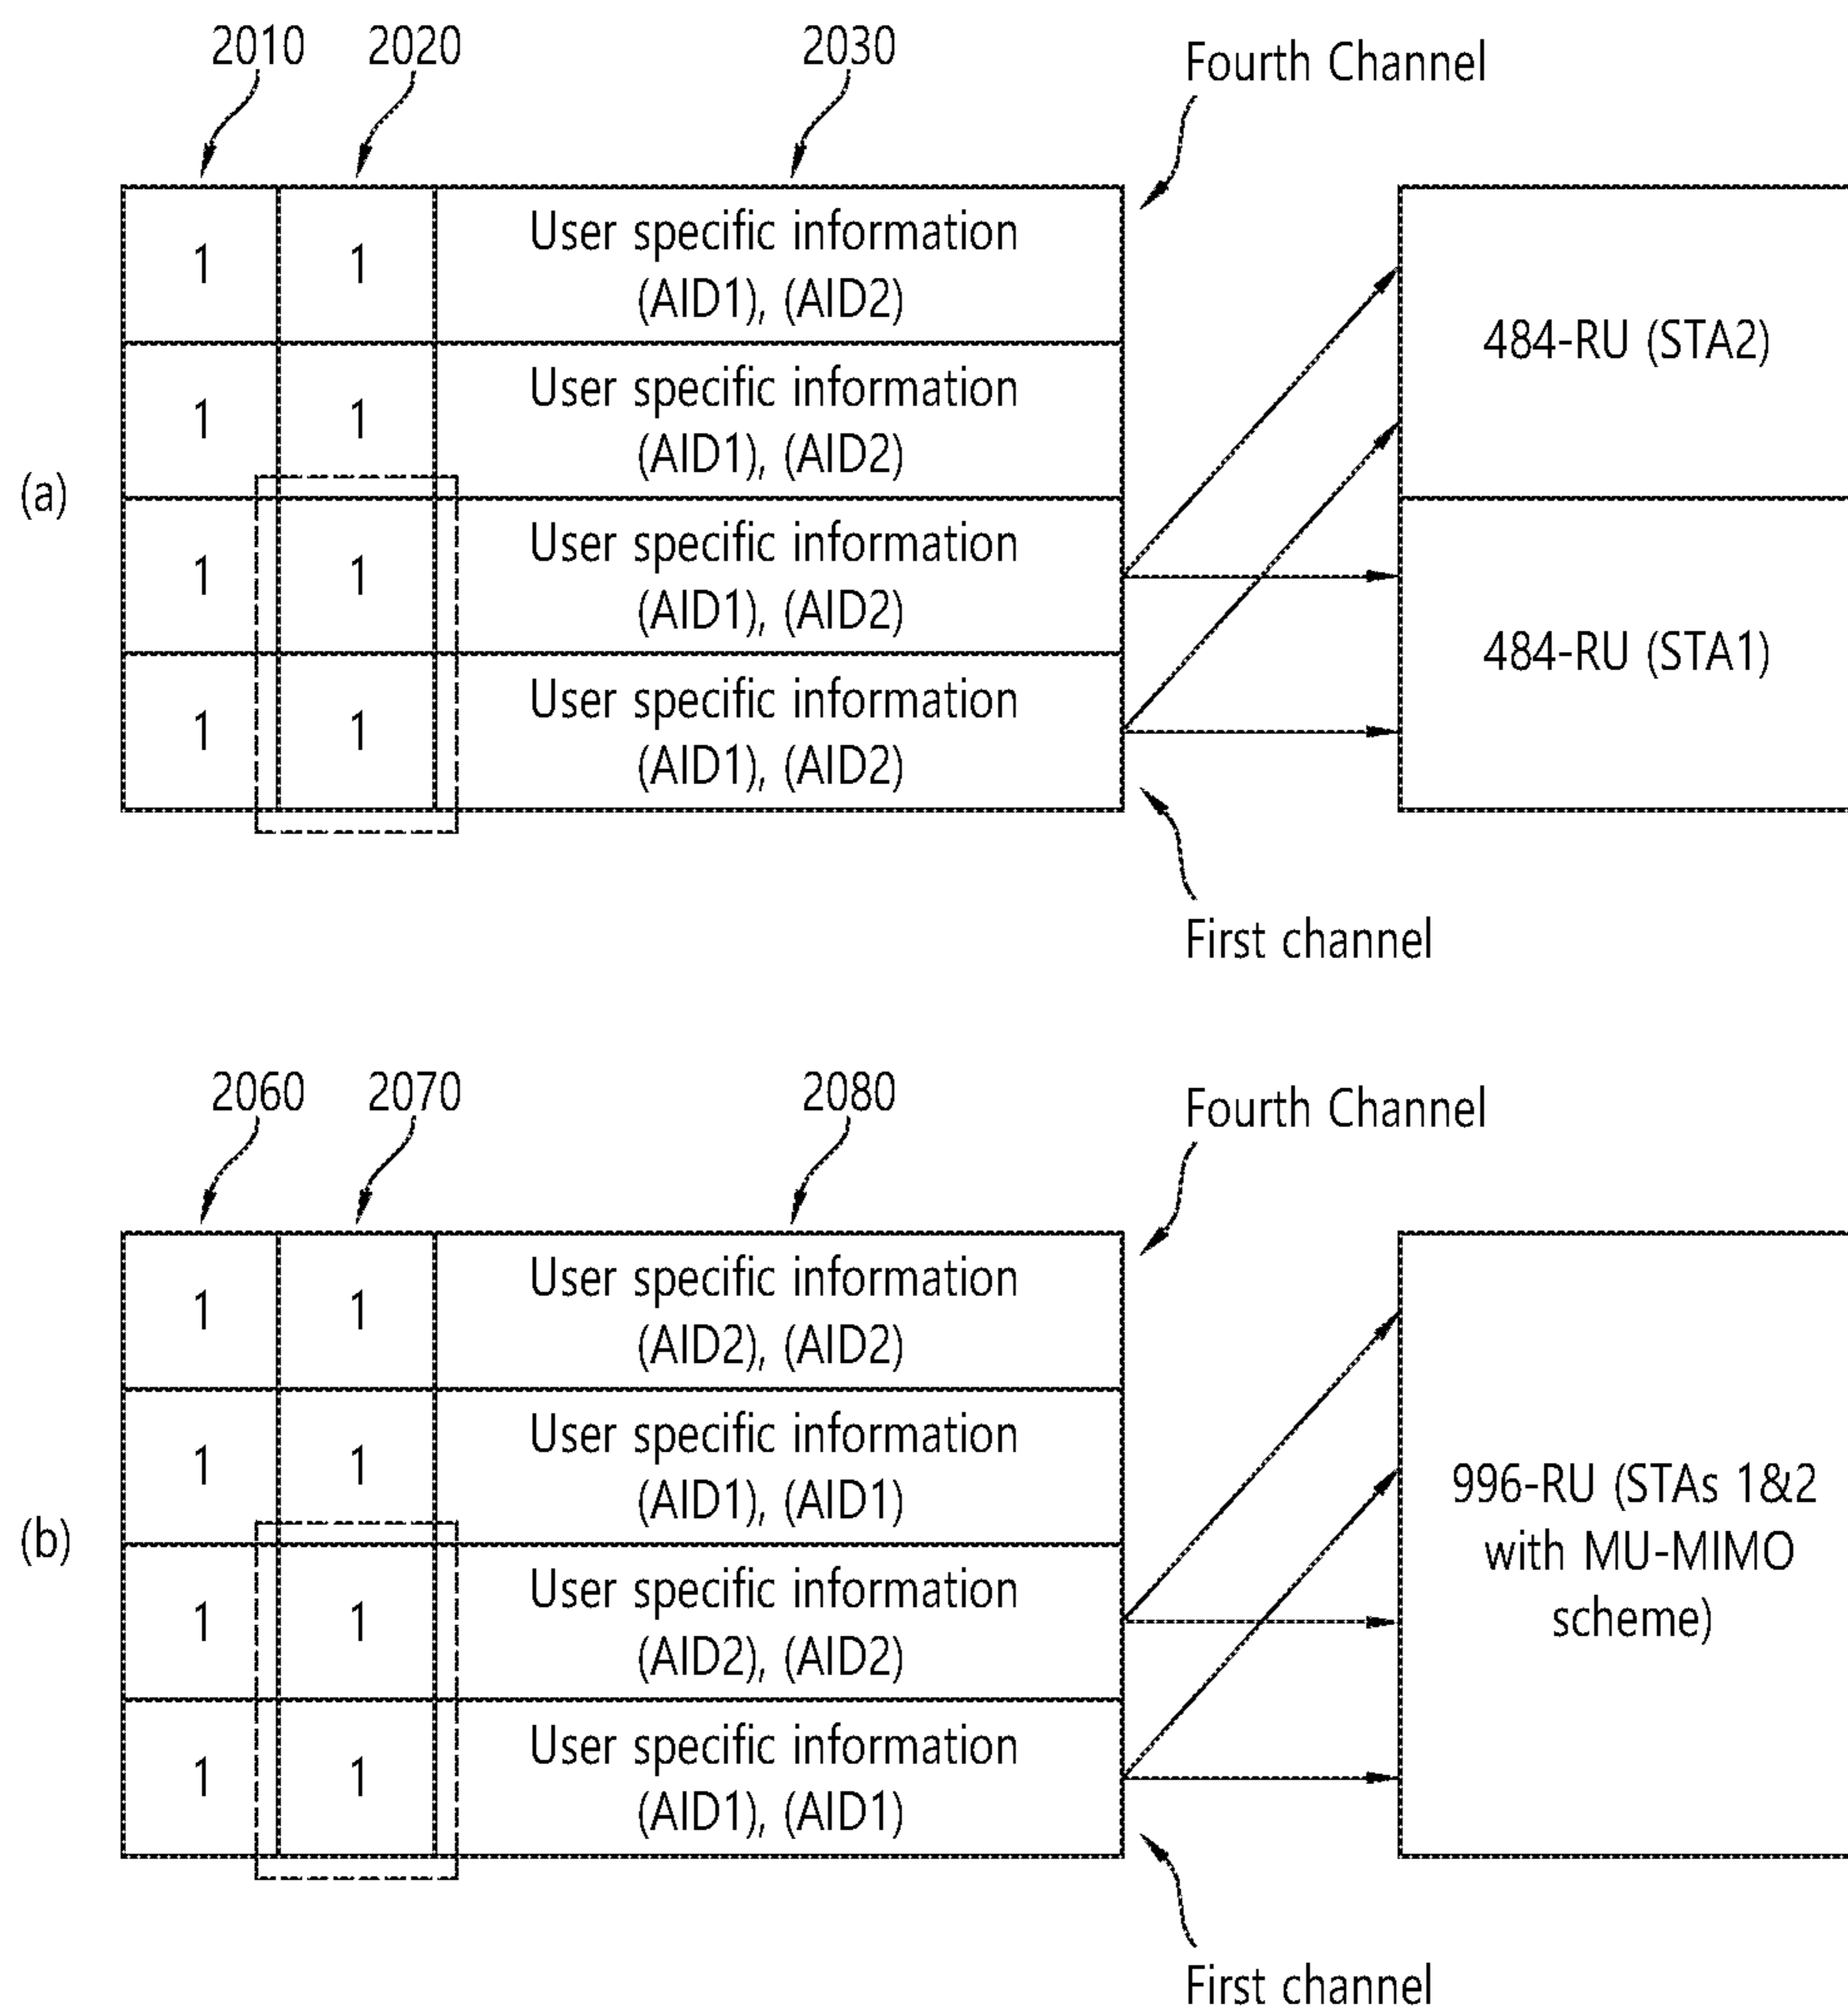 2010 2020 2030 Fourth Channel
1 1 User specific information
(AID1), (AID2)
1 1 User specific information
(AID1), (AID2)
(a)
1 1 User specific information
(AID1), (AID2)
1 1 User specific information
(AID1), (AID2)
484-RU (STA2)
484-RU (STA1)
First channel
2060 2070 2080 Fourth Channel
1 1 User specific information
(AID2), (AID2)
1 1 User specific information
(AID1), (AID1)
(b)
1 1 User specific information
(AID2), (AID2)
1 1 User specific information
(AID1), (AID1)
996-RU (STAs 1&2
with MU-MIMO
scheme)
First channel